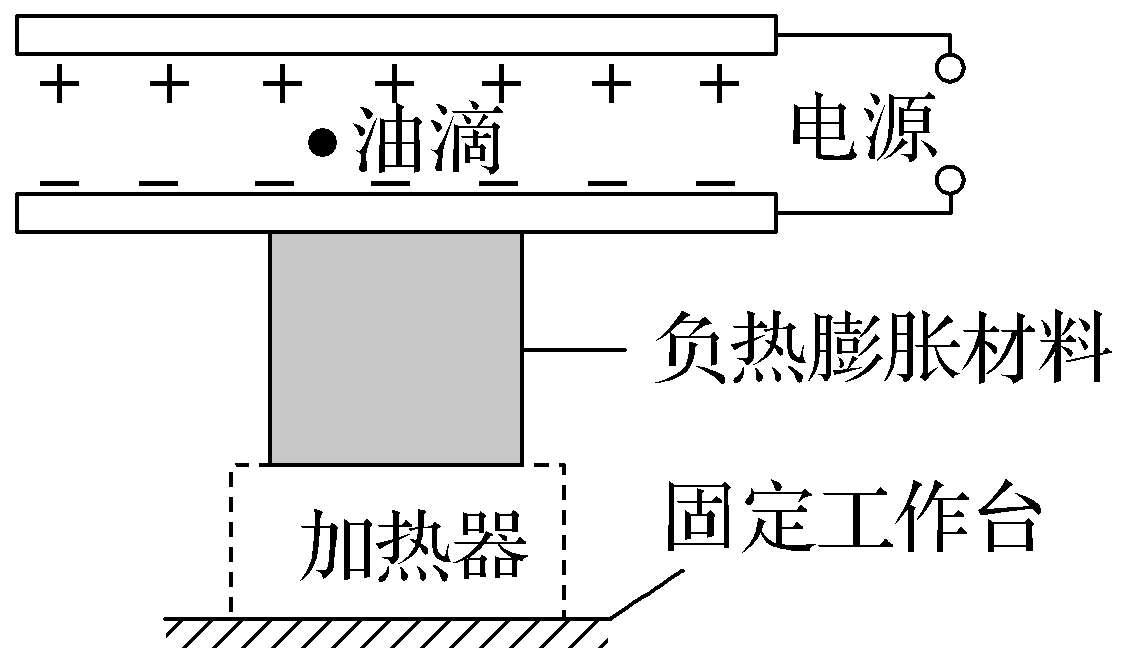 + + + + + + +
油滴
电源
− − − − − − −
负热膨胀材料
固定工作台
加热器